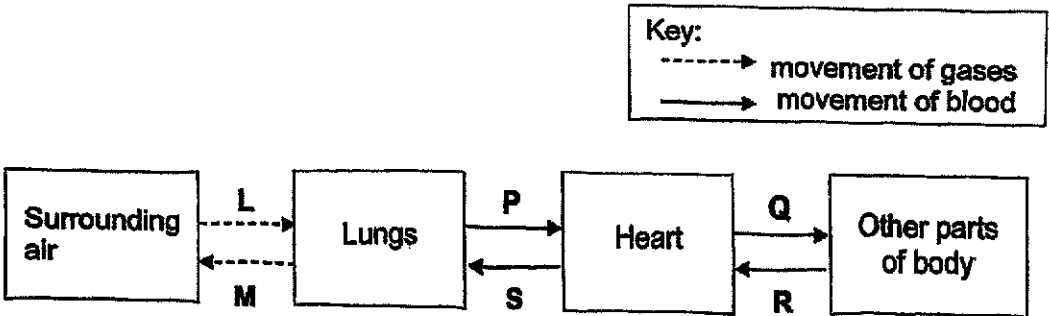 Key:
movement of gases
movement of blood
L
P
Q
Surrounding
air
Lungs
Heart
Other parts
of body
M
S
R